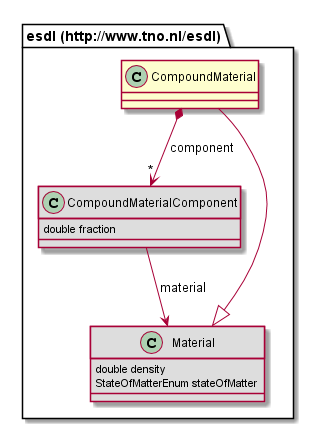 esdl (http://www.tno.nl/esdl)
C CompoundMaterial
component
*
C CompoundMaterialComponent
double fraction
material
C Material
double density
StateOfMatterEnum stateOfMatter